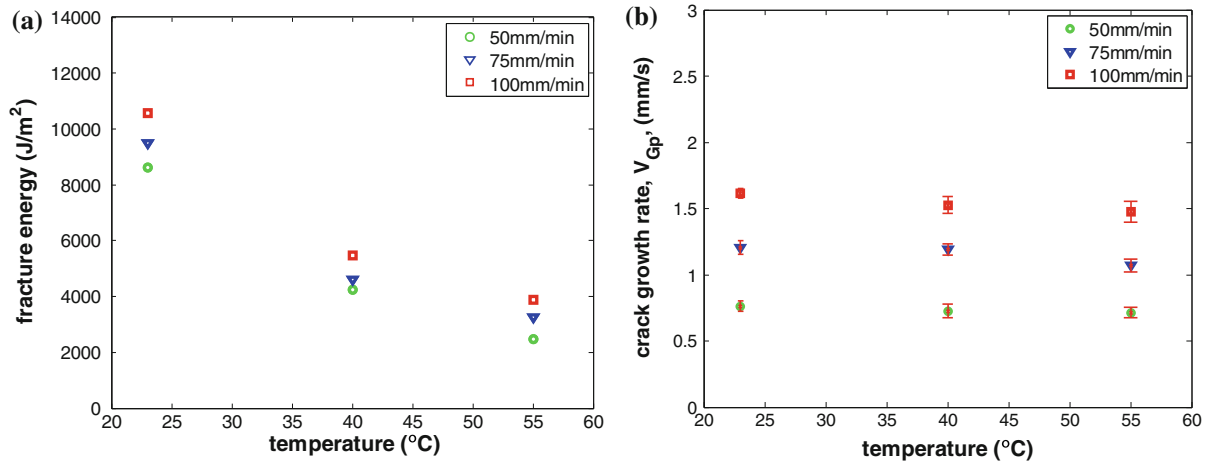 (a)
14000
12000
10000
8000
6000
4000
2000
0
fracture energy (J/m²)
50mm/min
75mm/min
100mm/min
20 25 30 35 40 45 50 55 60
temperature (°C)
(b)
3
2.5
2
1.5
1
0.5
0
crack growth rate, V_Gp, (mm/s)
50mm/min
75mm/min
100mm/min
20 25 30 35 40 45 50 55 60
temperature (°C)